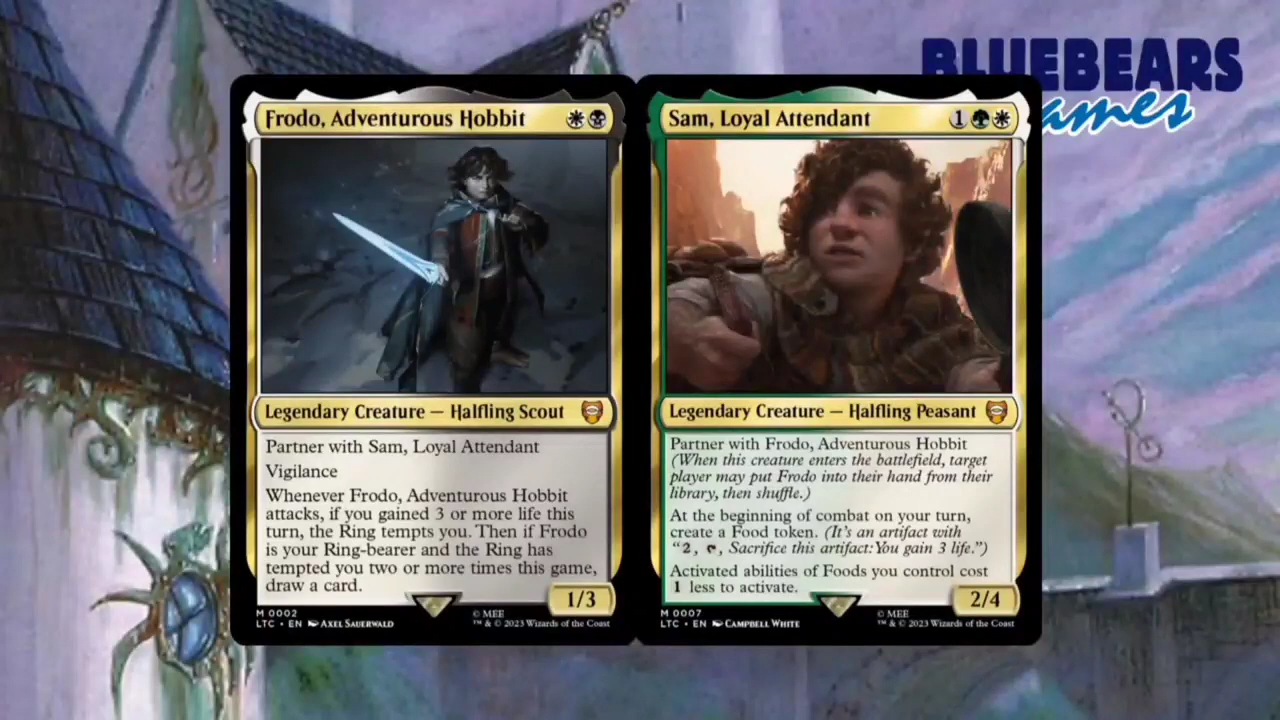 BLUEBEARS
Games
Frodo, Adventurous Hobbit
Legendary Creature — Halfling Scout
Partner with Sam, Loyal Attendant
Vigilance
Whenever Frodo, Adventurous Hobbit
attacks, if you gained 3 or more life this
turn, the Ring tempts you. Then if Frodo
is your Ring-bearer and the Ring has
tempted you two or more times this game,
draw a card.
1/3
M 0002
LTC • EN AXEL SAUERWALD
© MEE
™ & © 2023 Wizards of the Coast
Sam, Loyal Attendant 1
Legendary Creature — Halfling Peasant
Partner with Frodo, Adventurous Hobbit
(When this creature enters the battlefield, target
player may put Frodo into their hand from their
library, then shuffle.)
At the beginning of combat on your turn,
create a Food token. (It's an artifact with
“2, , Sacrifice this artifact: You gain 3 life.”)
Activated abilities of Foods you control cost
1 less to activate.
2/4
M 0007
LTC • EN CAMPBELL WHITE
© MEE
™ & © 2023 Wizards of the Coast